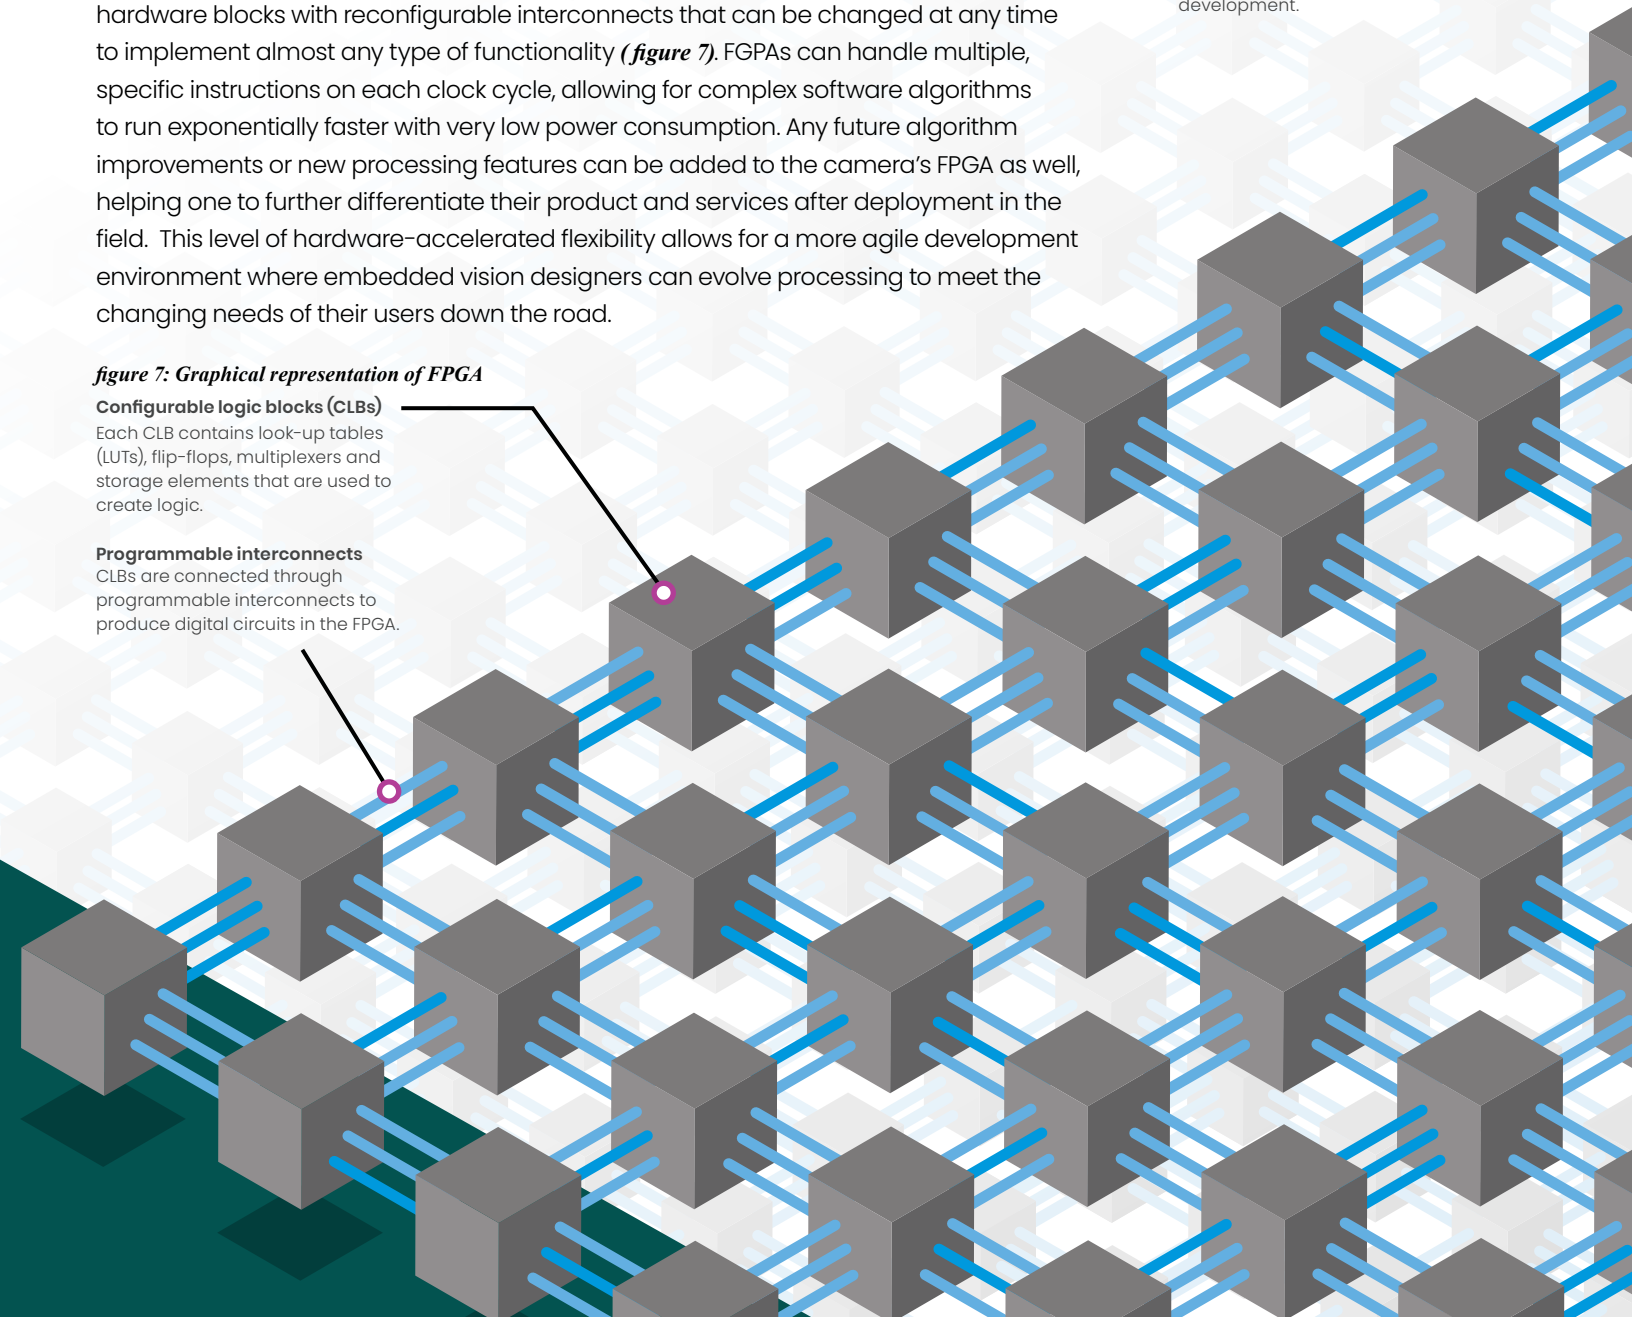 hardware blocks with reconfigurable interconnects that can be changed at any time
to implement almost any type of functionality (figure 7). FGPAs can handle multiple,
specific instructions on each clock cycle, allowing for complex software algorithms
to run exponentially faster with very low power consumption. Any future algorithm
improvements or new processing features can be added to the camera's FPGA as well,
helping one to further differentiate their product and services after deployment in the
field.  This level of hardware-accelerated flexibility allows for a more agile development
environment where embedded vision designers can evolve processing to meet the
changing needs of their users down the road.
development.
figure 7: Graphical representation of FPGA
Configurable logic blocks (CLBs)
Each CLB contains look-up tables
(LUTs), flip-flops, multiplexers and
storage elements that are used to
create logic.
Programmable interconnects
CLBs are connected through
programmable interconnects to
produce digital circuits in the FPGA.